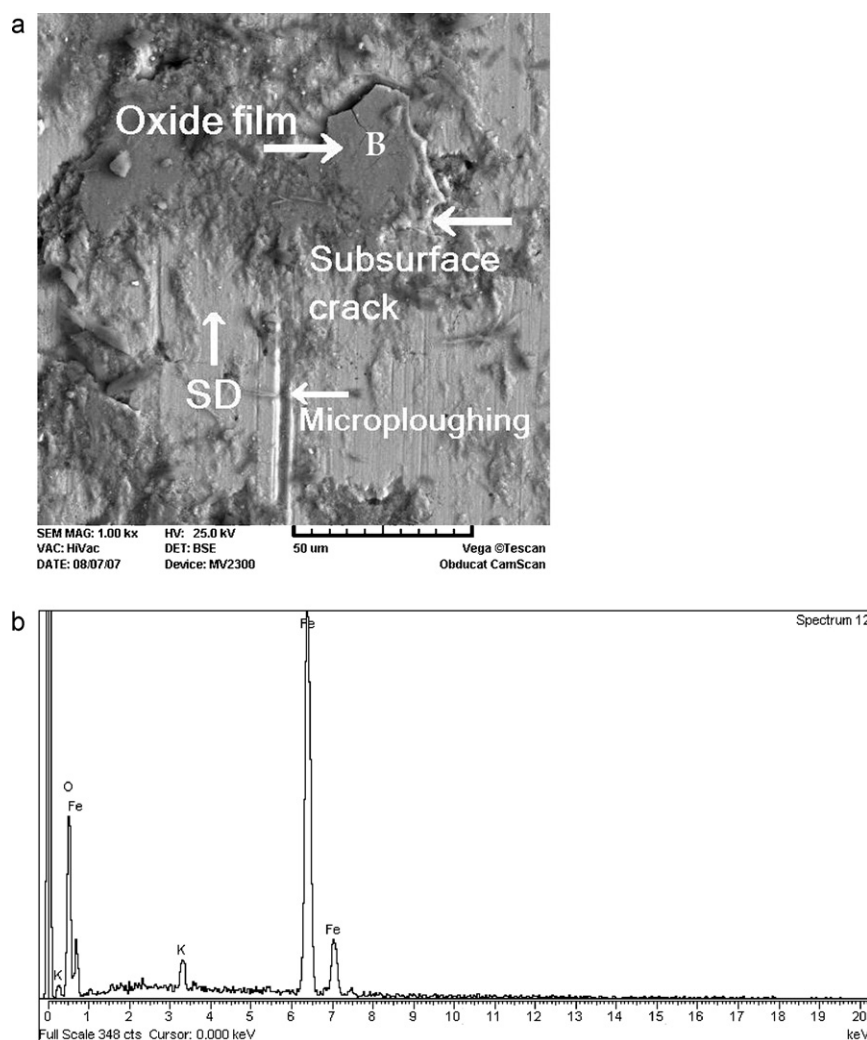 a
Oxide film
B
Subsurface
crack
SD
Microploughing
SEM MAG: 1.00 kx HV: 25.0 kV
VAC: HiVac DET: BSE 50 um Vega ©Tescan
DATE: 08/07/07 Device: MV2300 Obducat CamScan
b
Spectrum 12
Fe
O
Fe
K
K
Fe
0 1 2 3 4 5 6 7 8 9 10 11 12 13 14 15 16 17 18 19 20
Full Scale 348 cts Cursor: 0.000 keV keV